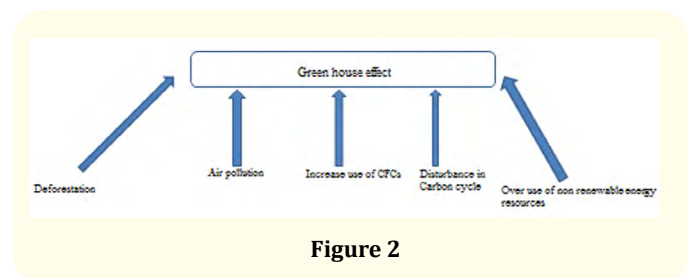 Green house effect
Deforestation
Air pollution
Increase use of CFCs
Disturbance in
Carbon cycle
Over use of non renewable energy
resources
Figure 2